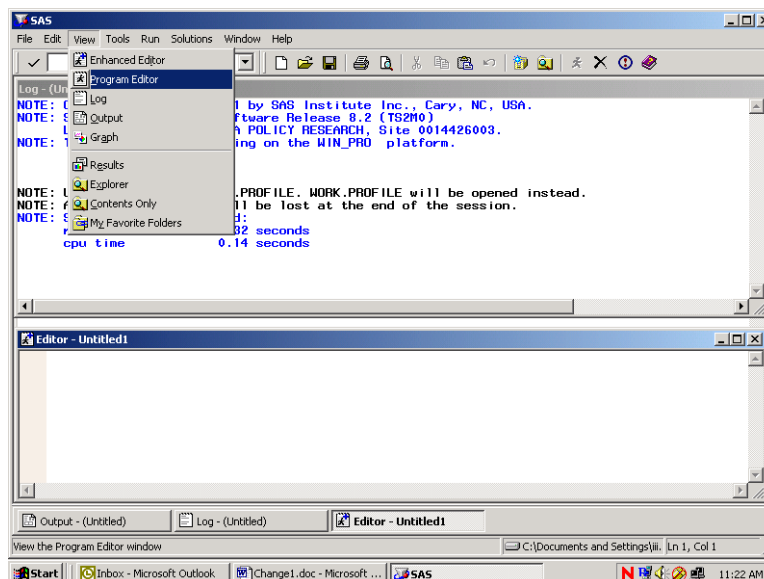 SAS
File Edit View Tools Run Solutions Window Help
Enhanced Editor
Program Editor
Log
Output
Graph
Results
Explorer
Contents Only
My Favorite Folders
Log - (Un
NOTE: C 1 by SAS Institute Inc., Cary, NC, USA.
NOTE: S oftware Release 8.2 (TS2M0)
L A POLICY RESEARCH, Site 0014426003.
NOTE: T ing on the WIN_PRO platform.
NOTE: U .PROFILE. WORK.PROFILE will be opened instead.
NOTE: A ll be lost at the end of the session.
NOTE: S d:
r 32 seconds
cpu time 0.14 seconds
Editor - Untitled1
Output - (Untitled) Log - (Untitled) Editor - Untitled1
View the Program Editor window C:\Documents and Settings\iii. Ln 1, Col 1
Start Inbox - Microsoft Outlook Change1.doc - Microsoft ... SAS N 11:22 AM